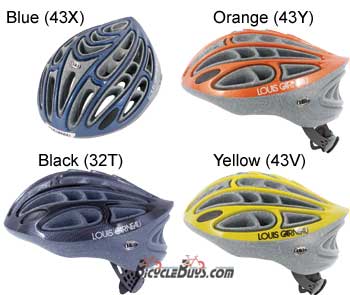 Blue (43X)
Orange (43Y)
LOUIS GARNEAU
Black (32T)
Yellow (43V)
LOUIS GARNEAU
LOUIS GARNEAU
BicycleBuys.com